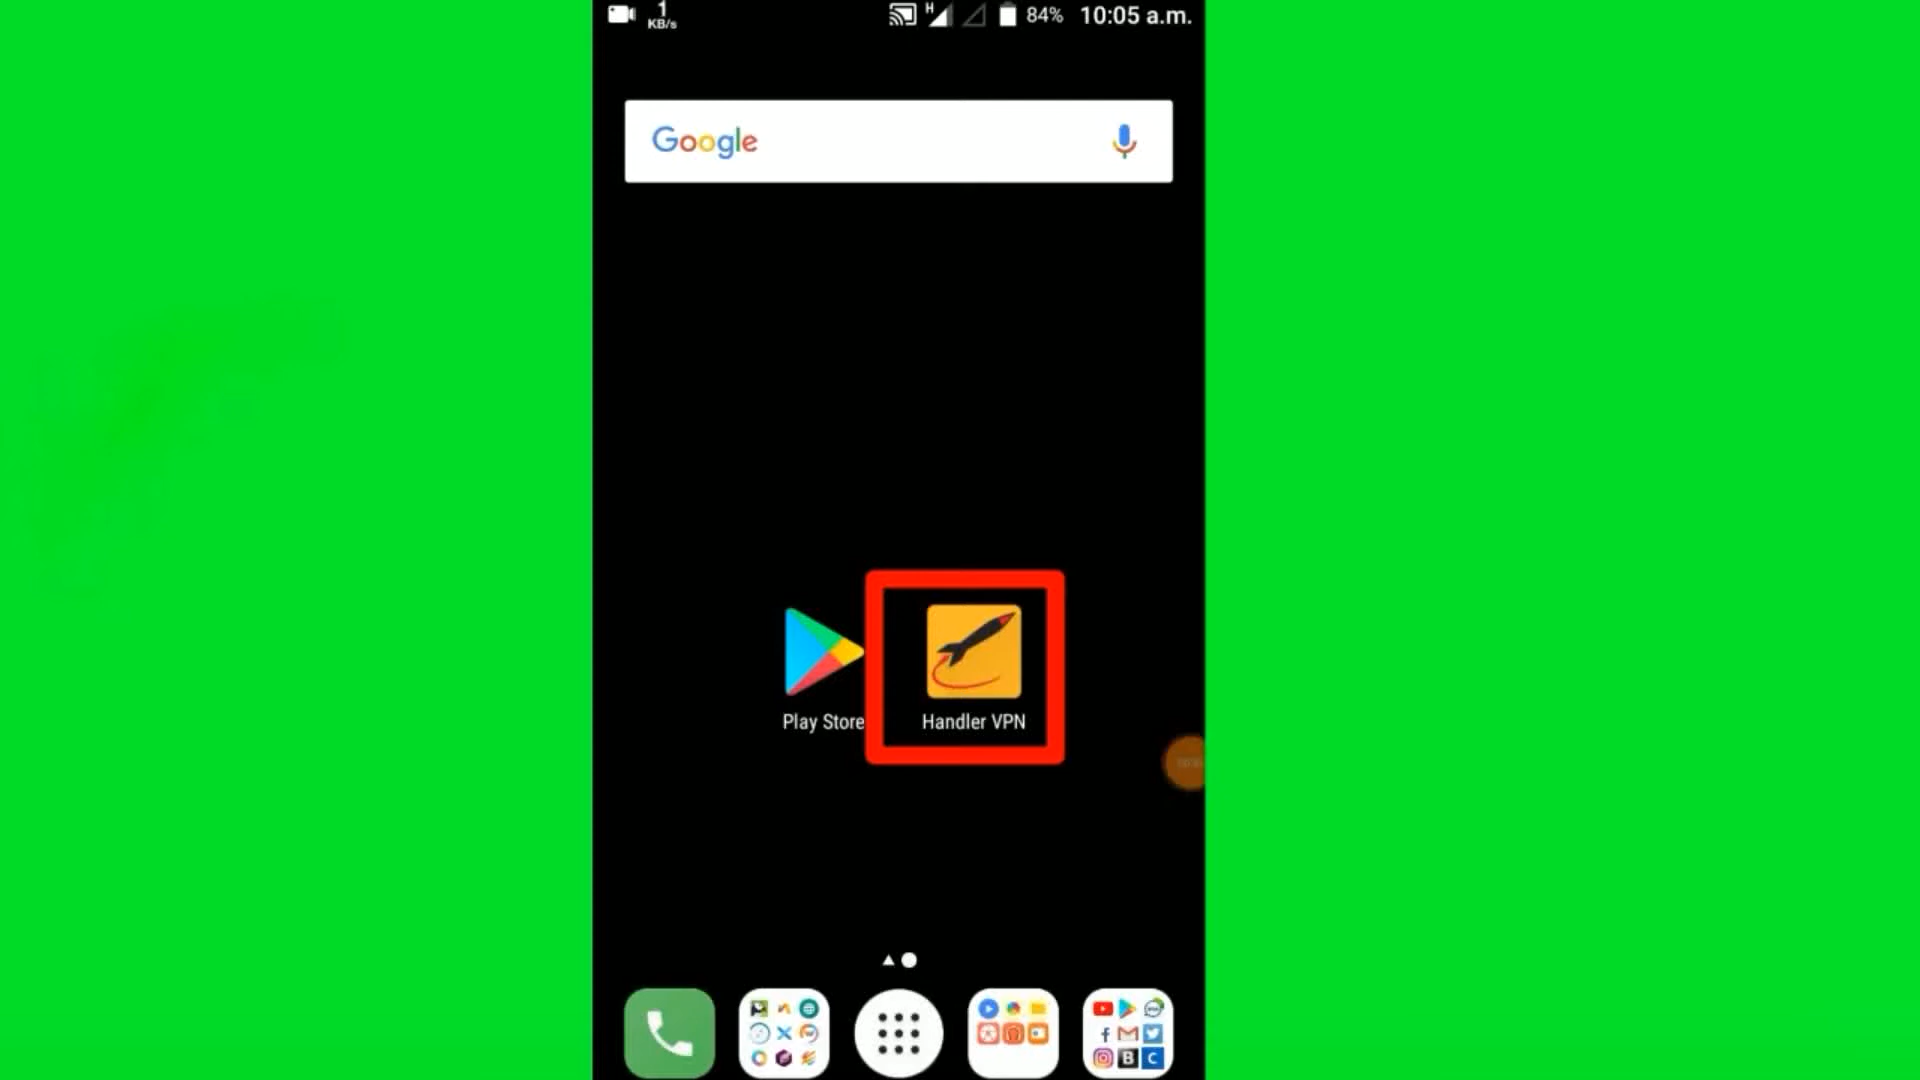 1
KB/s
H
84% 10:05 a.m.
Google
Play Store
Handler VPN